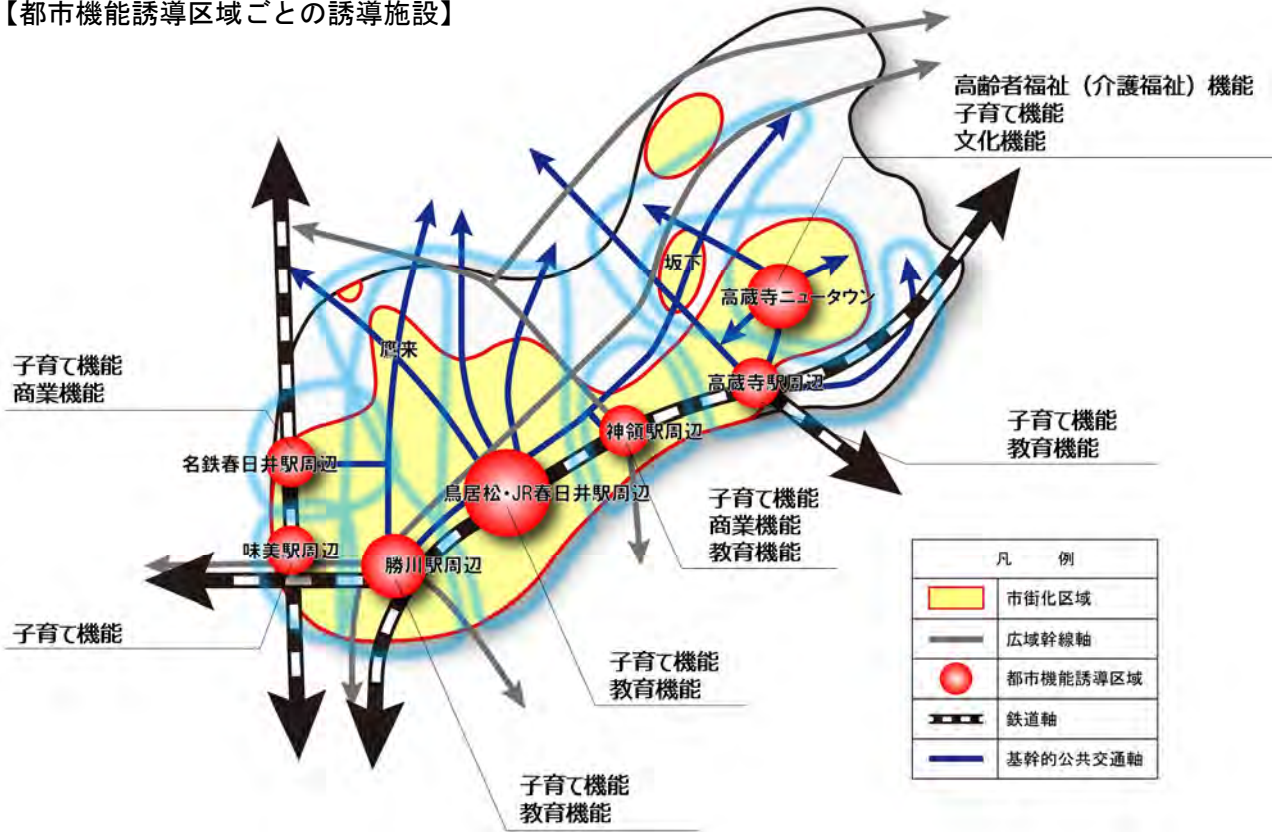 【都市機能誘導区域ごとの誘導施設】
高齢者福祉（介護福祉）機能
子育て機能
文化機能
坂下
高蔵寺ニュータウン
鷹来
子育て機能
商業機能
高蔵寺駅周辺
子育て機能
教育機能
神領駅周辺
名鉄春日井駅周辺
鳥居松・JR春日井駅周辺
子育て機能
商業機能
教育機能
味美駅周辺
勝川駅周辺
子育て機能
子育て機能
教育機能
子育て機能
教育機能
凡　例
市街化区域
広域幹線軸
都市機能誘導区域
鉄道軸
基幹的公共交通軸